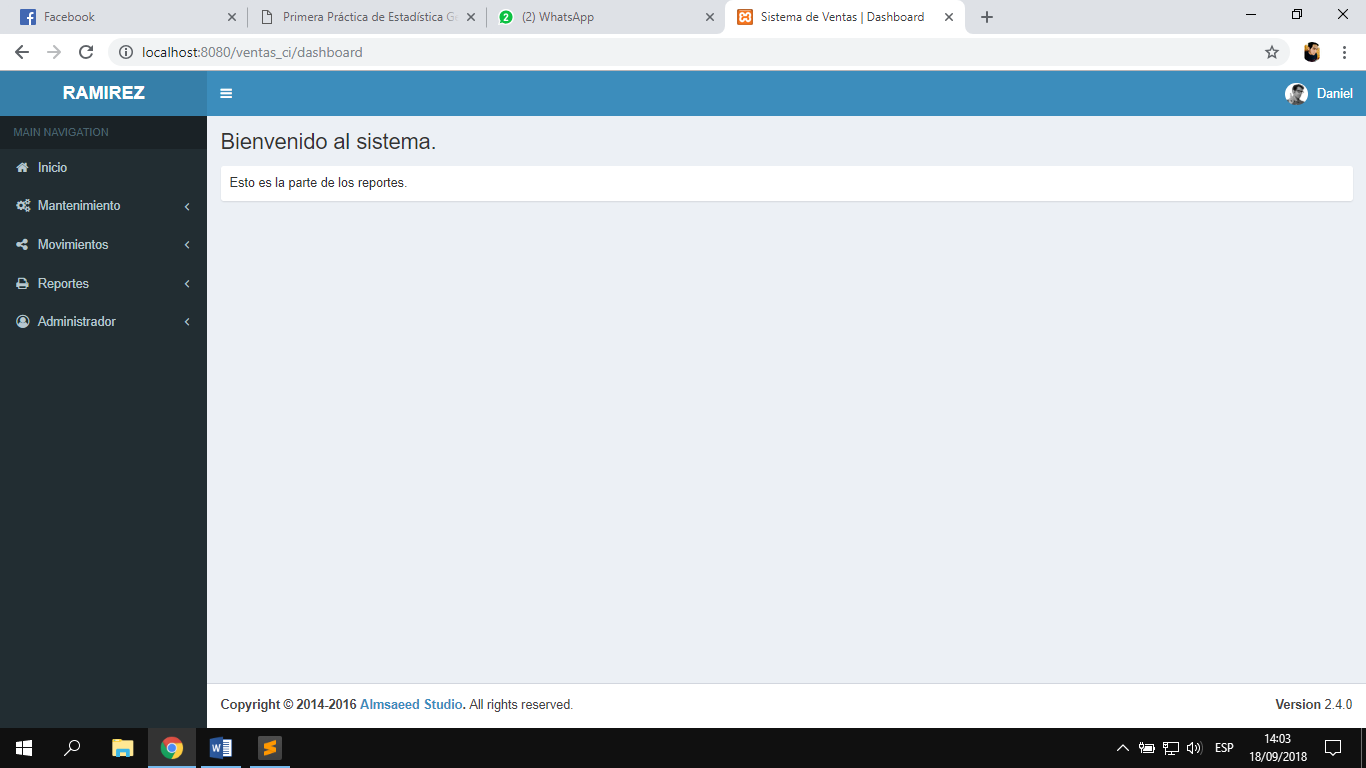 Facebook
Primera Práctica de Estadística Ge
2
(2) WhatsApp
Sistema de Ventas | Dashboard
localhost:8080/ventas_ci/dashboard
RAMIREZ
Daniel
MAIN NAVIGATION
Inicio
Mantenimiento
Movimientos
Reportes
Administrador
Bienvenido al sistema.
Esto es la parte de los reportes.
Copyright © 2014-2016 Almsaeed Studio. All rights reserved.
Version 2.4.0
ESP
14:03
18/09/2018